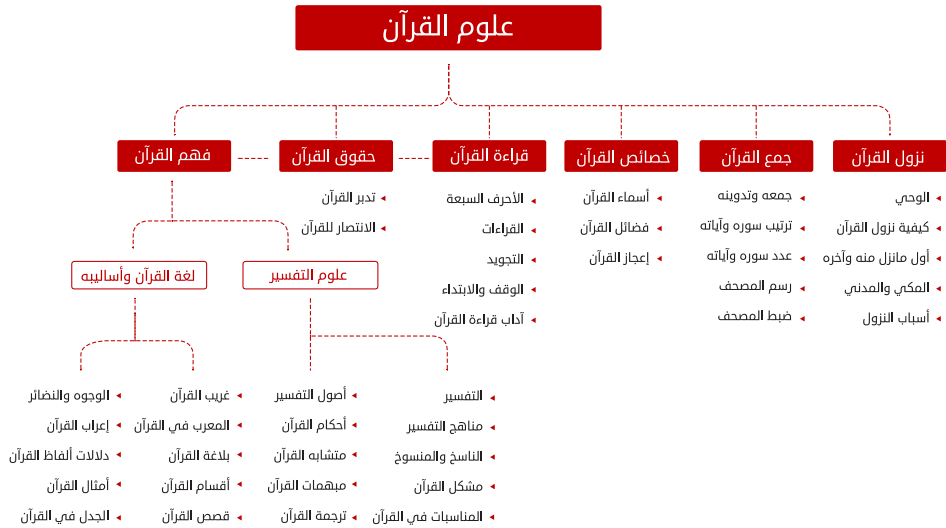 علوم القرآن
نزول القرآن
الوحي
كيفية نزول القرآن
أول مانزل منه وآخره
المكي والمدني
أسباب النزول
جمع القرآن
جمعه وتدوينه
ترتيب سوره وآياته
عدد سوره وآياته
رسم المصحف
ضبط المصحف
خصائص القرآن
أسماء القرآن
فضائل القرآن
إعجاز القرآن
قراءة القرآن
الأحرف السبعة
القراءات
التجويد
الوقف والابتداء
آداب قراءة القرآن
حقوق القرآن
تدبر القرآن
الانتصار للقرآن
فهم القرآن
علوم التفسير
التفسير
مناهج التفسير
الناسخ والمنسوخ
مشكل القرآن
المناسبات في القرآن
أصول التفسير
أحكام القرآن
متشابه القرآن
مبهمات القرآن
ترجمة القرآن
لغة القرآن وأساليبه
غريب القرآن
المعرب في القرآن
بلاغة القرآن
أقسام القرآن
قصص القرآن
الوجوه والنضائر
إعراب القرآن
دلالات ألفاظ القرآن
أمثال القرآن
الجدل في القرآن